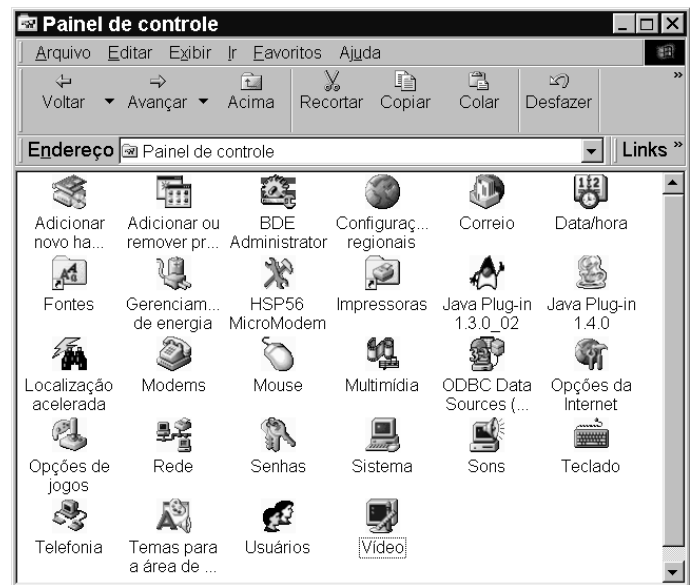 Painel de controle
Arquivo Editar Exibir Ir Favoritos Ajuda
Voltar Avançar Acima Recortar Copiar Colar Desfazer »
Endereço Painel de controle Links »
Adicionar novo ha...
Adicionar ou remover pr...
BDE Administrator
Configuraç... regionais
Correio
Data/hora
Fontes
Gerenciam... de energia
HSP56 MicroModem
Impressoras
Java Plug-in 1.3.0_02
Java Plug-in 1.4.0
Localização acelerada
Modems
Mouse
Multimídia
ODBC Data Sources (...
Opções da Internet
Opções de jogos
Rede
Senhas
Sistema
Sons
Teclado
Telefonia
Temas para a área de ...
Usuários
Vídeo